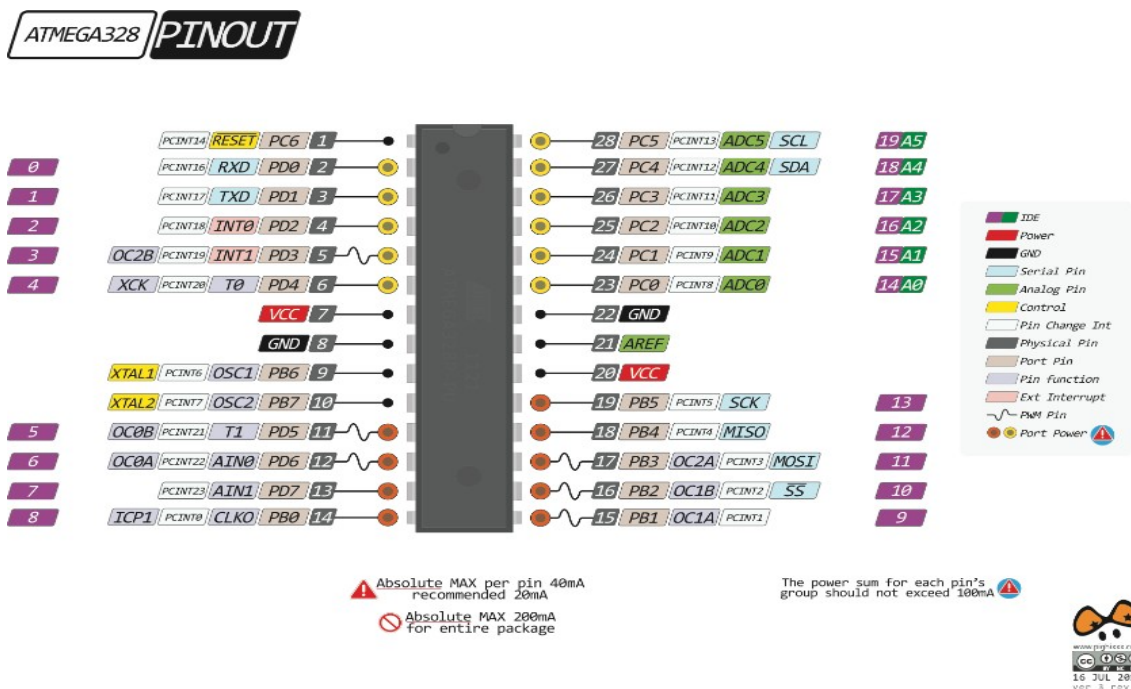 ATMEGA328 PINOUT
PCINT14 RESET PC6 1
28 PC5 PCINT13 ADC5 SCL 19 A5
0 PCINT16 RXD PD0 2
27 PC4 PCINT12 ADC4 SDA 18 A4
1 PCINT17 TXD PD1 3
26 PC3 PCINT11 ADC3 17 A3
2 PCINT18 INT0 PD2 4
25 PC2 PCINT10 ADC2 16 A2
3 OC2B PCINT19 INT1 PD3 5
24 PC1 PCINT9 ADC1 15 A1
4 XCK PCINT20 T0 PD4 6
23 PC0 PCINT8 ADC0 14 A0
VCC 7
22 GND
GND 8
21 AREF
XTAL1 PCINT6 OSC1 PB6 9
20 VCC
XTAL2 PCINT7 OSC2 PB7 10
19 PB5 PCINT5 SCK 13
5 OC0B PCINT21 T1 PD5 11
18 PB4 PCINT4 MISO 12
6 OC0A PCINT22 AIN0 PD6 12
17 PB3 OC2A PCINT3 MOSI 11
7 PCINT23 AIN1 PD7 13
16 PB2 OC1B PCINT2 SS 10
8 ICP1 PCINT0 CLKO PB0 14
15 PB1 OC1A PCINT1 9
IDE
Power
GND
Serial Pin
Analog Pin
Control
Pin Change Int
Physical Pin
Port Pin
Pin function
Ext Interrupt
PWM Pin
Port Power
Absolute MAX per pin 40mA
recommended 20mA
Absolute MAX 200mA
for entire package
The power sum for each pin's
group should not exceed 100mA
cc
BY NC
16 JUL
ver 3 rev